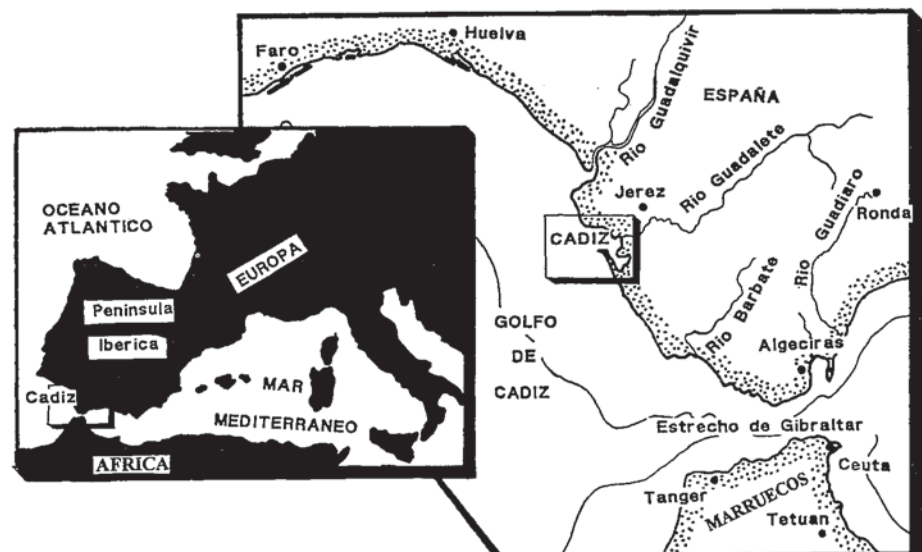 OCEANO
ATLANTICO
EUROPA
Peninsula
Iberica
Cadiz
MAR
MEDITERRANEO
AFRICA
Faro
Huelva
Rio Guadalquivir
ESPAÑA
Jerez
Rio Guadalete
Rio Guadiaro
Ronda
CADIZ
Rio Barbate
GOLFO
DE
CADIZ
Algeciras
Estrecho de Gibraltar
Ceuta
Tanger
MARRUECOS
Tetuan